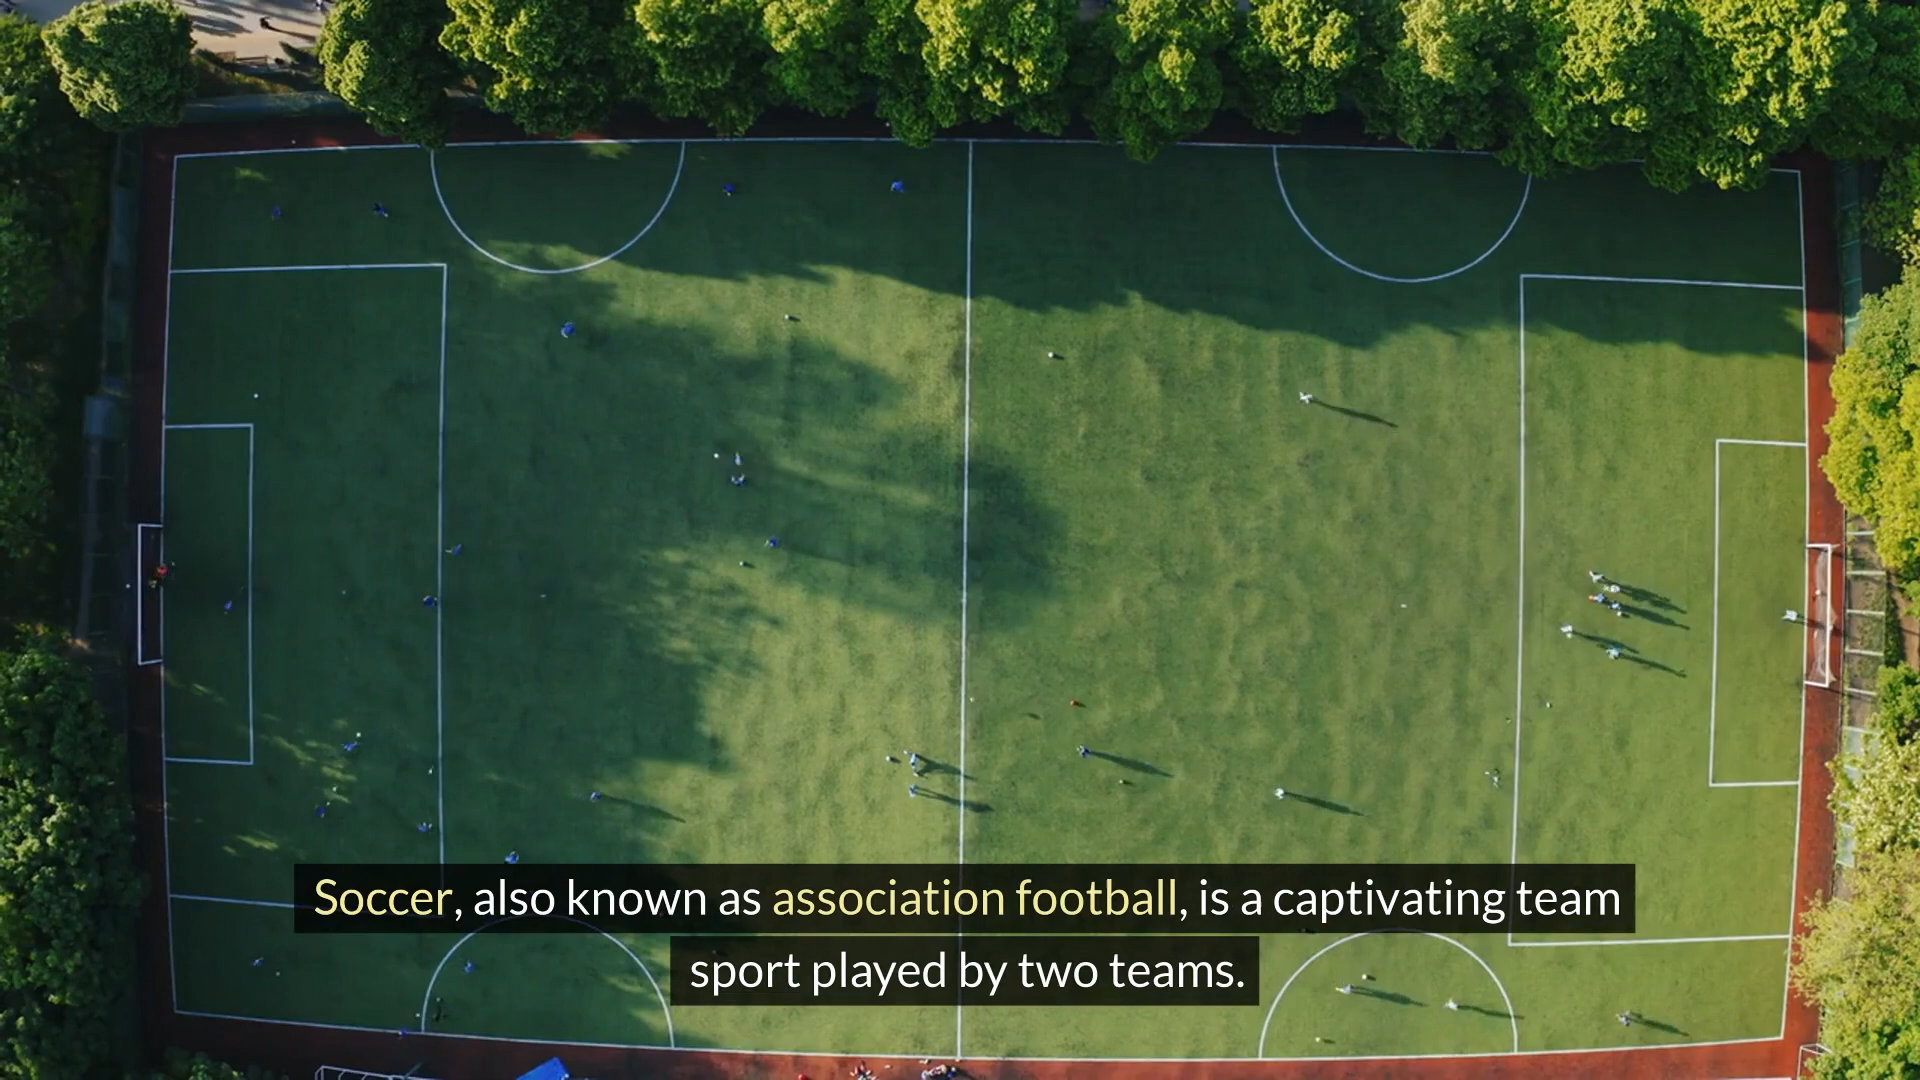 Soccer, also known as association football, is a captivating team
sport played by two teams.